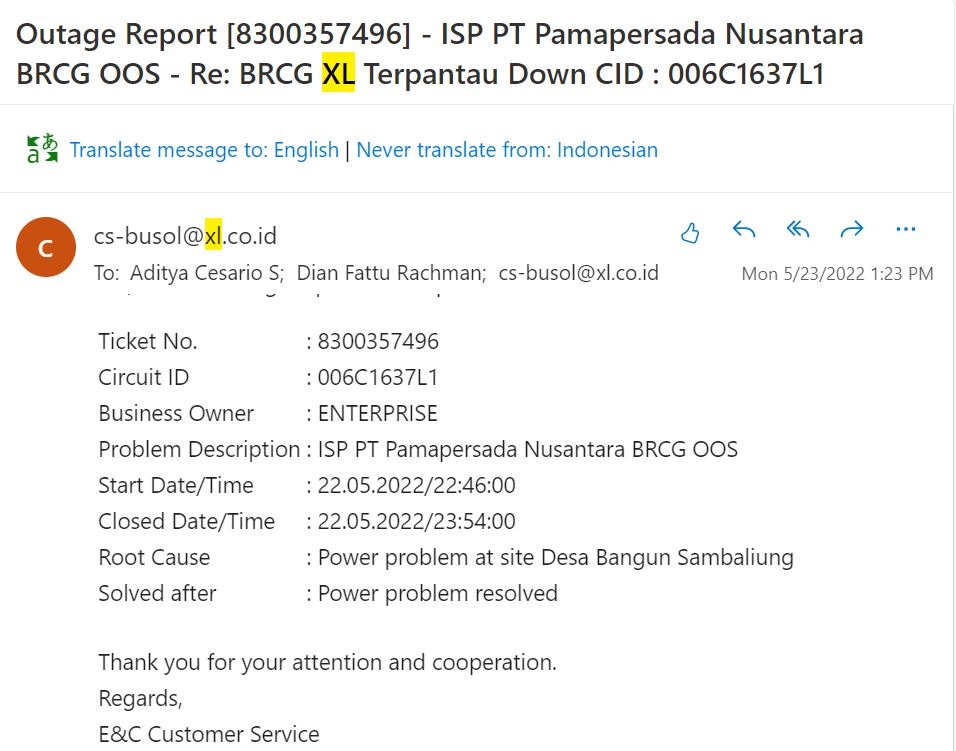 Outage Report [8300357496] - ISP PT Pamapersada Nusantara
BRCG OOS - Re: BRCG XL Terpantau Down CID : 006C1637L1
Translate message to: English | Never translate from: Indonesian
cs-busol@xl.co.id
To: Aditya Cesario S; Dian Fattu Rachman; cs-busol@xl.co.id
Mon 5/23/2022 1:23 PM
Ticket No. : 8300357496
Circuit ID : 006C1637L1
Business Owner : ENTERPRISE
Problem Description : ISP PT Pamapersada Nusantara BRCG OOS
Start Date/Time : 22.05.2022/22:46:00
Closed Date/Time : 22.05.2022/23:54:00
Root Cause : Power problem at site Desa Bangun Sambaliung
Solved after : Power problem resolved
Thank you for your attention and cooperation.
Regards,
E&C Customer Service